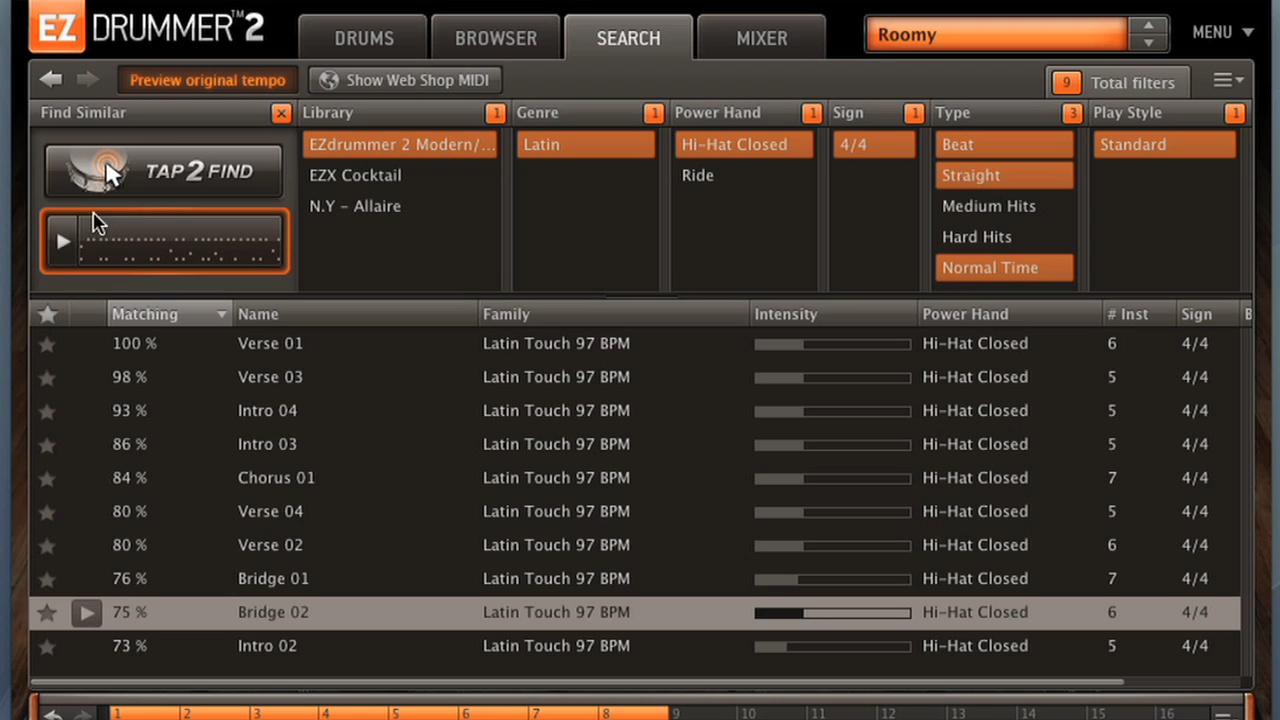 EZ DRUMMER™2
DRUMS
BROWSER
SEARCH
MIXER
Roomy
MENU
Preview original tempo
Show Web Shop MIDI
9 Total filters
Find Similar
Library 1
Genre 1
Power Hand 1
Sign 1
Type 3
Play Style 1
TAP2FIND
EZdrummer 2 Modern/...
EZX Cocktail
N.Y - Allaire
Latin
Hi-Hat Closed
Ride
4/4
Beat
Straight
Medium Hits
Hard Hits
Normal Time
Standard
Matching Name Family Intensity Power Hand # Inst Sign B
100 % Verse 01 Latin Touch 97 BPM Hi-Hat Closed 6 4/4
98 % Verse 03 Latin Touch 97 BPM Hi-Hat Closed 5 4/4
93 % Intro 04 Latin Touch 97 BPM Hi-Hat Closed 5 4/4
86 % Intro 03 Latin Touch 97 BPM Hi-Hat Closed 5 4/4
84 % Chorus 01 Latin Touch 97 BPM Hi-Hat Closed 7 4/4
80 % Verse 04 Latin Touch 97 BPM Hi-Hat Closed 5 4/4
80 % Verse 02 Latin Touch 97 BPM Hi-Hat Closed 6 4/4
76 % Bridge 01 Latin Touch 97 BPM Hi-Hat Closed 7 4/4
75 % Bridge 02 Latin Touch 97 BPM Hi-Hat Closed 6 4/4
73 % Intro 02 Latin Touch 97 BPM Hi-Hat Closed 5 4/4
1 2 3 4 5 6 7 8 9 10 11 12 13 14 15 16